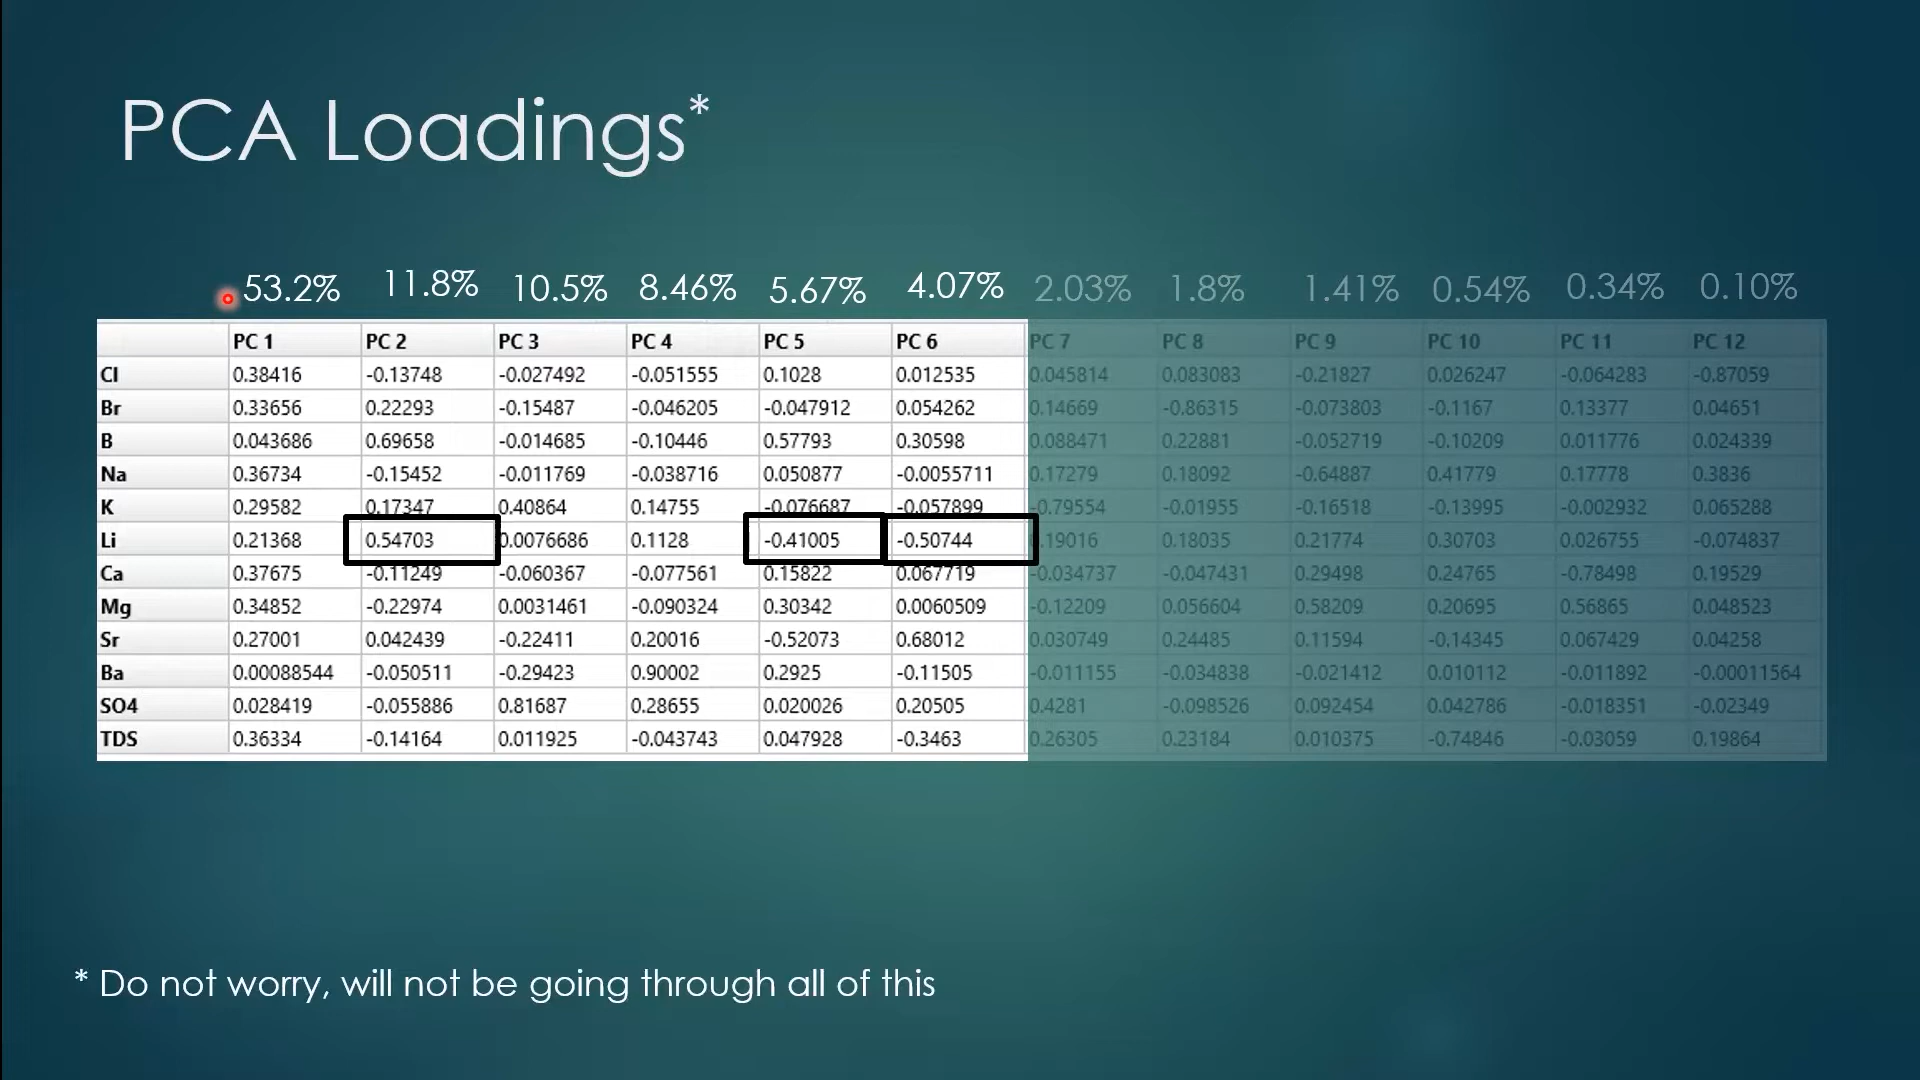 PCA Loadings*
53.2% 11.8% 10.5% 8.46% 5.67% 4.07% 2.03% 1.8% 1.41% 0.54% 0.34% 0.10%
PC 1 PC 2 PC 3 PC 4 PC 5 PC 6 PC 7 PC 8 PC 9 PC 10 PC 11 PC 12
Cl 0.38416 -0.13748 -0.027492 -0.051555 0.1028 0.012535 0.045814 0.083083 -0.21827 0.026247 -0.064283 -0.87059
Br 0.33656 0.22293 -0.15487 -0.046205 -0.047912 0.054262 0.14669 -0.86315 -0.073803 -0.1167 0.13377 0.04651
B 0.043686 0.69658 -0.014685 -0.10446 0.57793 0.30598 0.088471 0.22881 -0.052719 -0.10209 0.011776 0.024339
Na 0.36734 -0.15452 -0.011769 -0.038716 0.050877 -0.0055711 0.17279 0.18092 -0.64887 0.41779 0.17778 0.3836
K 0.29582 0.17347 0.40864 0.14755 -0.076687 -0.057899 -0.79554 -0.01955 -0.16518 -0.13995 -0.002932 0.065288
Li 0.21368 0.54703 0.0076686 0.1128 -0.41005 -0.50744 .19016 0.18035 0.21774 0.30703 0.026755 -0.074837
Ca 0.37675 -0.11249 -0.060367 -0.077561 0.15822 0.067719 -0.034737 -0.047431 0.29498 0.24765 -0.78498 0.19529
Mg 0.34852 -0.22974 0.0031461 -0.090324 0.30342 0.0060509 -0.12209 0.056604 0.58209 0.20695 0.56865 0.048523
Sr 0.27001 0.042439 -0.22411 0.20016 -0.52073 0.68012 0.030749 0.24485 0.11594 -0.14345 0.067429 0.04258
Ba 0.00088544 -0.050511 -0.29423 0.90002 0.2925 -0.11505 -0.011155 -0.034838 -0.021412 0.010112 -0.011892 -0.00011564
SO4 0.028419 -0.055886 0.81687 0.28655 0.020026 0.20505 0.4281 -0.098526 0.092454 0.042786 -0.018351 -0.02349
TDS 0.36334 -0.14164 0.011925 -0.043743 0.047928 -0.3463 0.26305 0.23184 0.010375 -0.74846 -0.03059 0.19864
* Do not worry, will not be going through all of this